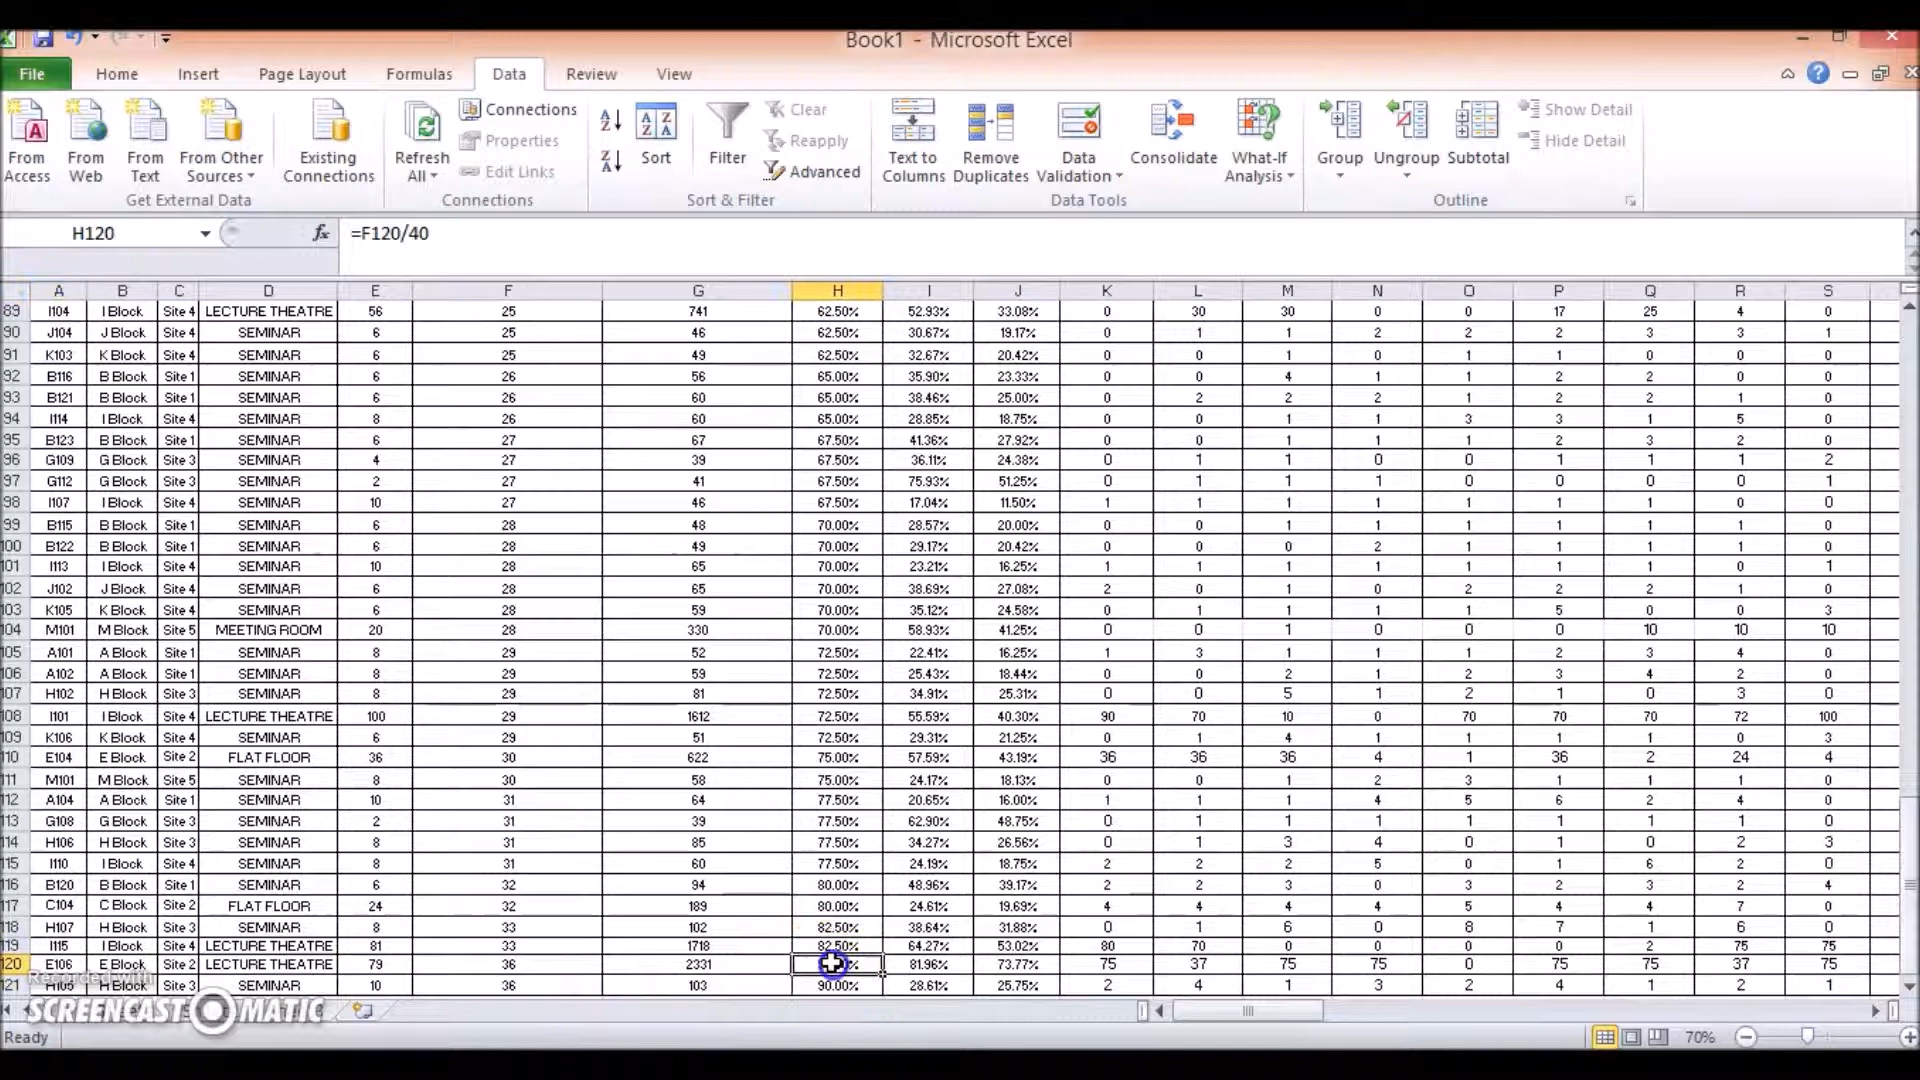 Book1 - Microsoft Excel
File Home Insert Page Layout Formulas Data Review View
From Access
From Web
From Text
From Other Sources
Existing Connections
Get External Data
Refresh All
Connections
Properties
Edit Links
Connections
Sort
Filter
Clear
Reapply
Advanced
Sort & Filter
Text to Columns
Remove Duplicates
Data Validation
Consolidate
What-If Analysis
Data Tools
Group
Ungroup
Subtotal
Show Detail
Hide Detail
Outline
H120 fx =F120/40
A B C D E F G H I J K L M N O P Q R S
89 I104 I Block Site 4 LECTURE THEATRE 56 25 741 62.50% 52.93% 33.08% 0 30 30 0 0 17 25 4 0
90 J104 J Block Site 4 SEMINAR 6 25 46 62.50% 30.67% 19.17% 0 1 1 2 2 2 3 3 1
91 K103 K Block Site 4 SEMINAR 6 25 49 62.50% 32.67% 20.42% 0 0 1 0 1 1 0 0 0
92 B116 B Block Site 1 SEMINAR 6 26 56 65.00% 35.90% 23.33% 0 0 4 1 1 2 2 0 0
93 B121 B Block Site 1 SEMINAR 6 26 60 65.00% 38.46% 25.00% 0 2 2 2 1 2 2 1 0
94 I114 I Block Site 4 SEMINAR 8 26 60 65.00% 28.85% 18.75% 0 0 1 1 3 3 1 5 0
95 B123 B Block Site 1 SEMINAR 6 27 67 67.50% 41.36% 27.92% 0 0 1 1 1 2 3 2 0
96 G109 G Block Site 3 SEMINAR 4 27 39 67.50% 36.11% 24.38% 0 1 1 0 0 1 1 1 2
97 G112 G Block Site 3 SEMINAR 2 27 41 67.50% 75.93% 51.25% 0 1 1 1 0 0 0 0 1
98 I107 I Block Site 4 SEMINAR 10 27 46 67.50% 17.04% 11.50% 1 1 1 1 1 1 1 0 0
99 B115 B Block Site 1 SEMINAR 6 28 48 70.00% 28.57% 20.00% 0 0 1 1 1 1 1 1 0
100 B122 B Block Site 1 SEMINAR 6 28 49 70.00% 29.17% 20.42% 0 0 0 2 1 1 1 1 0
101 I113 I Block Site 4 SEMINAR 10 28 65 70.00% 23.21% 16.25% 1 1 1 1 1 1 1 0 1
102 J102 J Block Site 4 SEMINAR 6 28 65 70.00% 38.69% 27.08% 2 0 1 0 2 2 2 1 0
103 K105 K Block Site 4 SEMINAR 6 28 59 70.00% 35.12% 24.58% 0 1 1 1 1 5 0 0 3
104 M101 M Block Site 5 MEETING ROOM 20 28 330 70.00% 58.93% 41.25% 0 0 1 0 0 0 10 10 10
105 A101 A Block Site 1 SEMINAR 8 29 52 72.50% 22.41% 16.25% 1 3 1 1 1 2 3 4 0
106 A102 A Block Site 1 SEMINAR 8 29 59 72.50% 25.43% 18.44% 0 0 2 1 2 3 4 2 0
107 H102 H Block Site 3 SEMINAR 8 29 81 72.50% 34.91% 25.31% 0 0 5 1 2 1 0 3 0
108 I101 I Block Site 4 LECTURE THEATRE 100 29 1612 72.50% 55.59% 40.30% 90 70 10 0 70 70 70 72 100
109 K106 K Block Site 4 SEMINAR 6 29 51 72.50% 29.31% 21.25% 0 1 4 1 1 1 1 0 3
110 E104 E Block Site 2 FLAT FLOOR 36 30 622 75.00% 57.59% 43.19% 36 36 36 4 1 36 2 24 4
111 M101 M Block Site 5 SEMINAR 8 30 58 75.00% 24.17% 18.13% 0 0 1 2 3 1 1 1 0
112 A104 A Block Site 1 SEMINAR 10 31 64 77.50% 20.65% 16.00% 1 1 1 4 5 6 2 4 0
113 G108 G Block Site 3 SEMINAR 2 31 39 77.50% 62.90% 48.75% 0 1 1 1 1 1 1 1 0
114 H106 H Block Site 3 SEMINAR 8 31 85 77.50% 34.27% 26.56% 0 1 3 4 0 1 0 2 3
115 I110 I Block Site 4 SEMINAR 8 31 60 77.50% 24.19% 18.75% 2 2 2 5 0 1 6 2 0
116 B120 B Block Site 1 SEMINAR 6 32 94 80.00% 48.96% 39.17% 2 2 3 0 3 2 3 2 4
117 C104 C Block Site 2 FLAT FLOOR 24 32 189 80.00% 24.61% 19.69% 4 4 4 4 5 4 4 7 0
118 H107 H Block Site 3 SEMINAR 8 33 102 82.50% 38.64% 31.88% 0 1 6 0 8 7 1 6 0
119 I115 I Block Site 4 LECTURE THEATRE 81 33 1718 82.50% 64.27% 53.02% 80 70 0 0 0 0 2 75 75
120 E106 E Block Site 2 LECTURE THEATRE 79 36 2331 % 81.96% 73.77% 75 37 75 75 0 75 75 37 75
121 H105 H Block Site 3 SEMINAR 10 36 103 90.00% 28.61% 25.75% 2 4 1 3 2 4 1 2 1
Recorded with
SCREENCAST-O-MATIC
Ready 70%